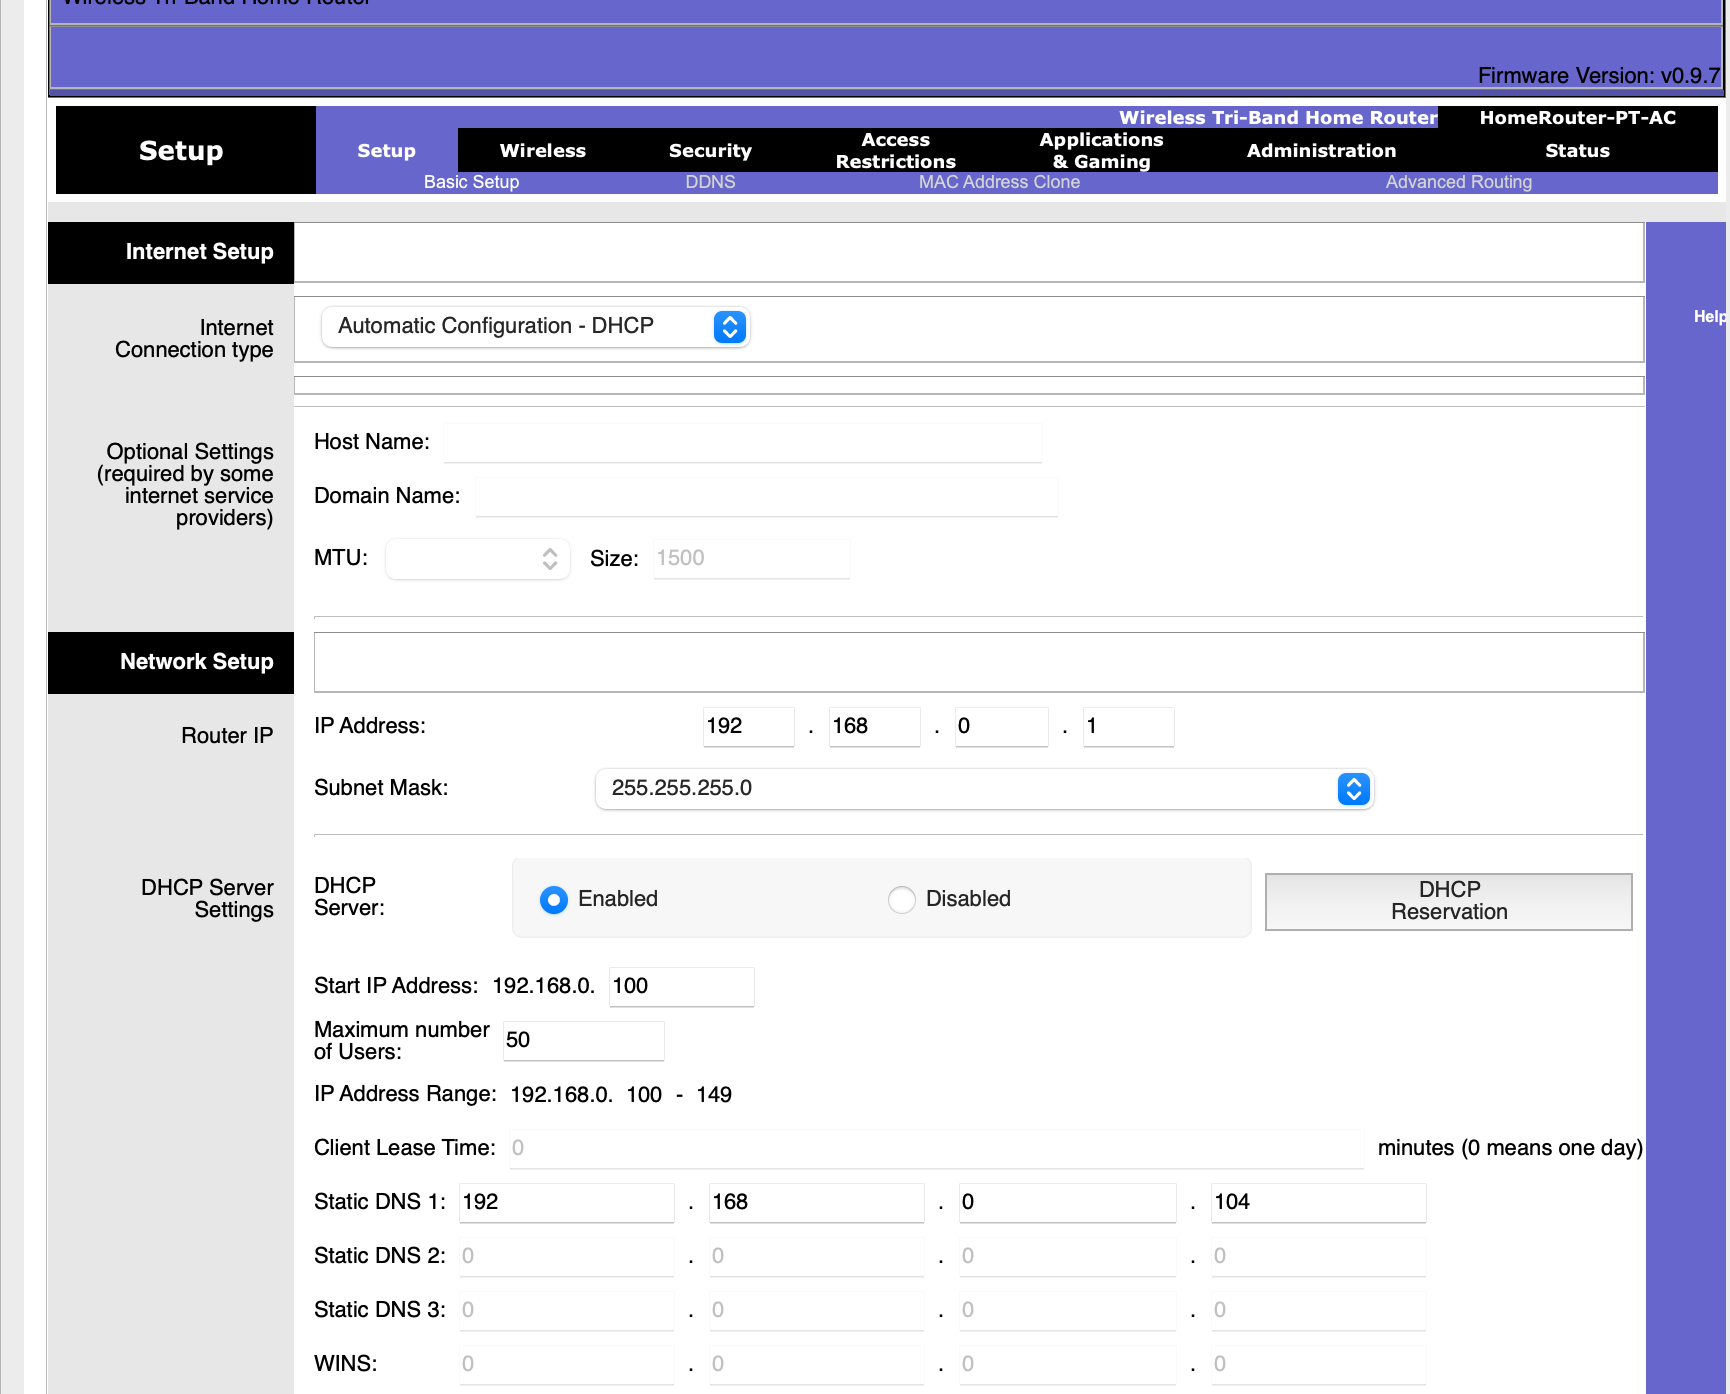 Wireless Tri-Band Home Router
Firmware Version: v0.9.7
Wireless Tri-Band Home Router
HomeRouter-PT-AC
Setup
Setup
Wireless
Security
Access
Restrictions
Applications
& Gaming
Administration
Status
Basic Setup
DDNS
MAC Address Clone
Advanced Routing
Internet Setup
Internet
Connection type
Automatic Configuration - DHCP
Help
Optional Settings
(required by some
internet service
providers)
Host Name:
Domain Name:
MTU:
Size: 1500
Network Setup
Router IP
IP Address: 192 . 168 . 0 . 1
Subnet Mask: 255.255.255.0
DHCP Server
Settings
DHCP
Server:
Enabled
Disabled
DHCP
Reservation
Start IP Address: 192.168.0. 100
Maximum number
of Users:
50
IP Address Range: 192.168.0. 100 - 149
Client Lease Time: 0 minutes (0 means one day)
Static DNS 1: 192 . 168 . 0 . 104
Static DNS 2: 0 . 0 . 0 . 0
Static DNS 3: 0 . 0 . 0 . 0
WINS: 0 . 0 . 0 . 0